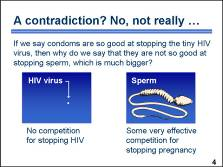 A contradiction? No, not really …
If we say condoms are so good at stopping the tiny HIV
virus, then why do we say that they are not so good at
stopping sperm, which is much bigger?
HIV virus
Sperm
No competition
for stopping HIV
Some very effective
competition for
stopping pregnancy
4